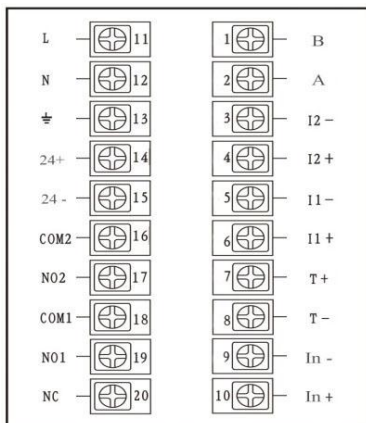 L 11 1 B
N 12 2 A
⏚ 13 3 I2-
24+ 14 4 I2+
24 - 15 5 I1-
COM2 16 6 I1+
NO2 17 7 T+
COM1 18 8 T-
NO1 19 9 In -
NC 20 10 In +